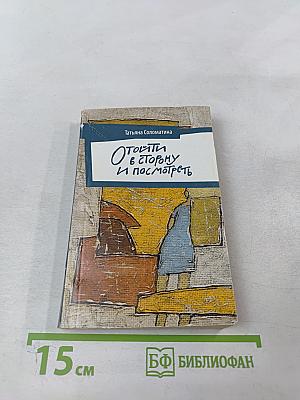 Татьяна Соломатина
Отойти
в сторону
и посмотреть
15 см
БФ БИБЛИОФАН